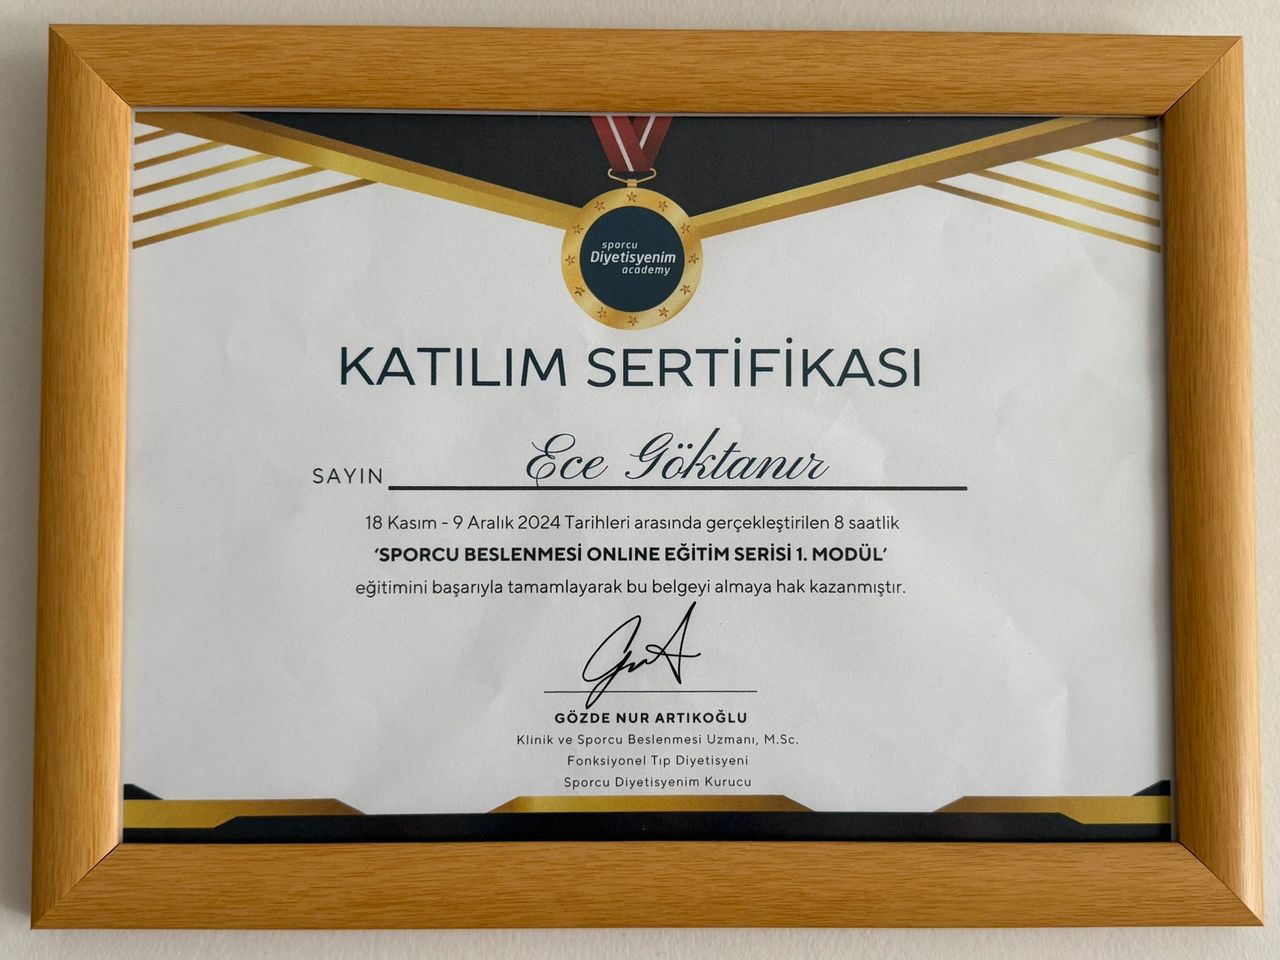 sporcu
Diyetisyenim
academy
KATILIM SERTİFİKASI
SAYIN Ece Göktanır
18 Kasım - 9 Aralık 2024 Tarihleri arasında gerçekleştirilen 8 saatlik
‘SPORCU BESLENMESİ ONLINE EĞİTİM SERİSİ 1. MODÜL’
eğitimini başarıyla tamamlayarak bu belgeyi almaya hak kazanmıştır.
GÖZDE NUR ARTIKOĞLU
Klinik ve Sporcu Beslenmesi Uzmanı, M.Sc.
Fonksiyonel Tıp Diyetisyeni
Sporcu Diyetisyenim Kurucu